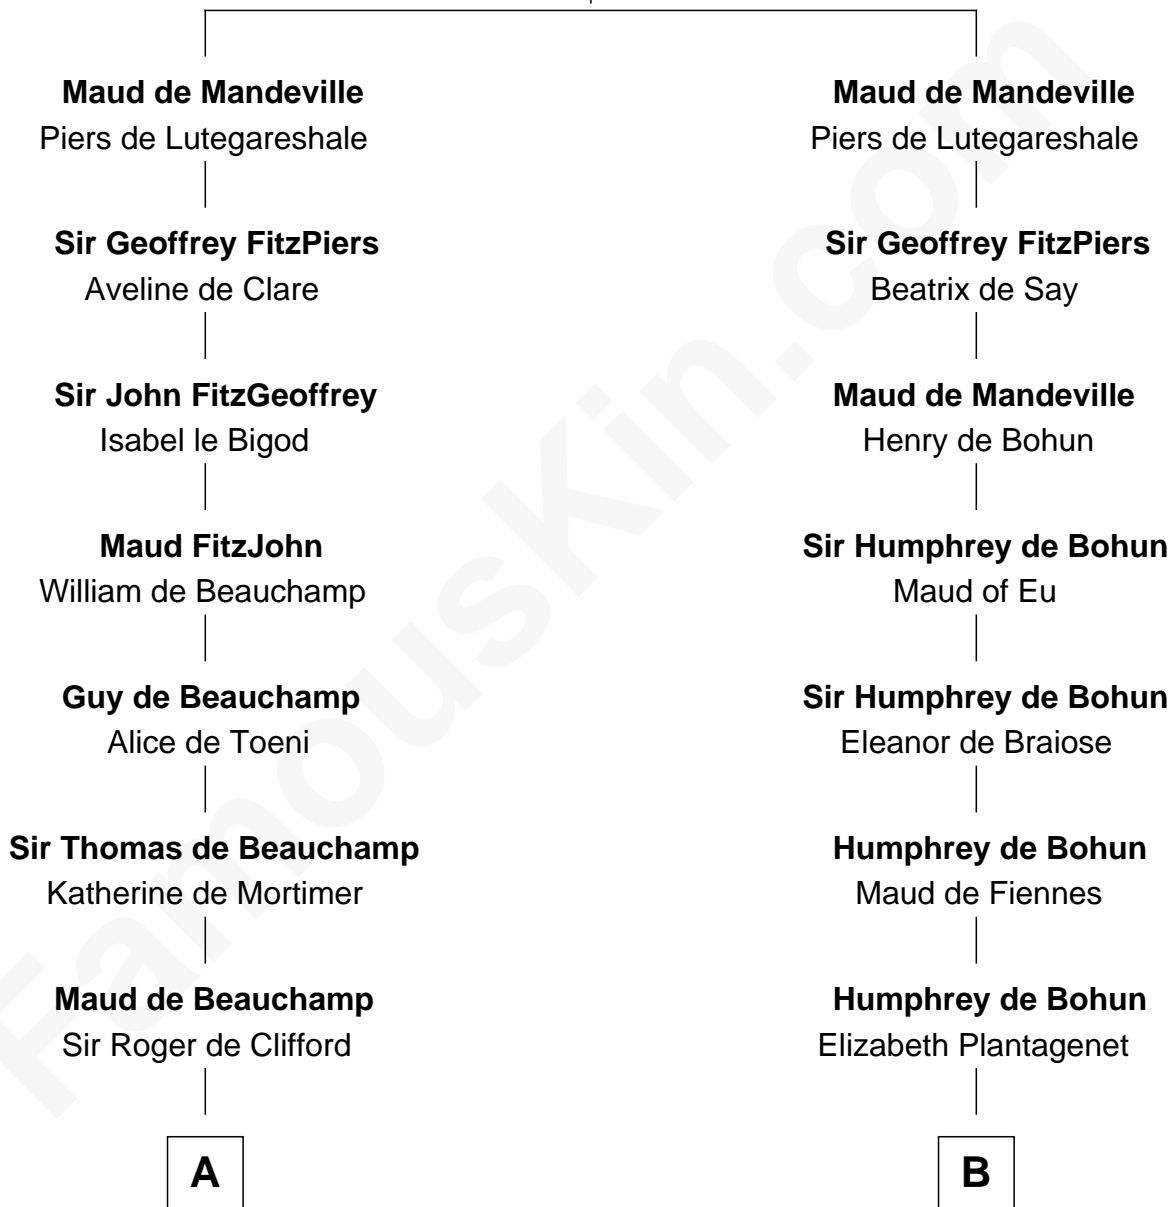 Maud de Mandeville
Piers de Lutegareshale
Sir Geoffrey FitzPiers
Aveline de Clare
Sir John FitzGeoffrey
Isabel le Bigod
Maud FitzJohn
William de Beauchamp
Guy de Beauchamp
Alice de Toeni
Sir Thomas de Beauchamp
Katherine de Mortimer
Maud de Beauchamp
Sir Roger de Clifford
A
Maud de Mandeville
Piers de Lutegareshale
Sir Geoffrey FitzPiers
Beatrix de Say
Maud de Mandeville
Henry de Bohun
Sir Humphrey de Bohun
Maud of Eu
Sir Humphrey de Bohun
Eleanor de Braiose
Humphrey de Bohun
Maud de Fiennes
Humphrey de Bohun
Elizabeth Plantagenet
B
FamousKin.com